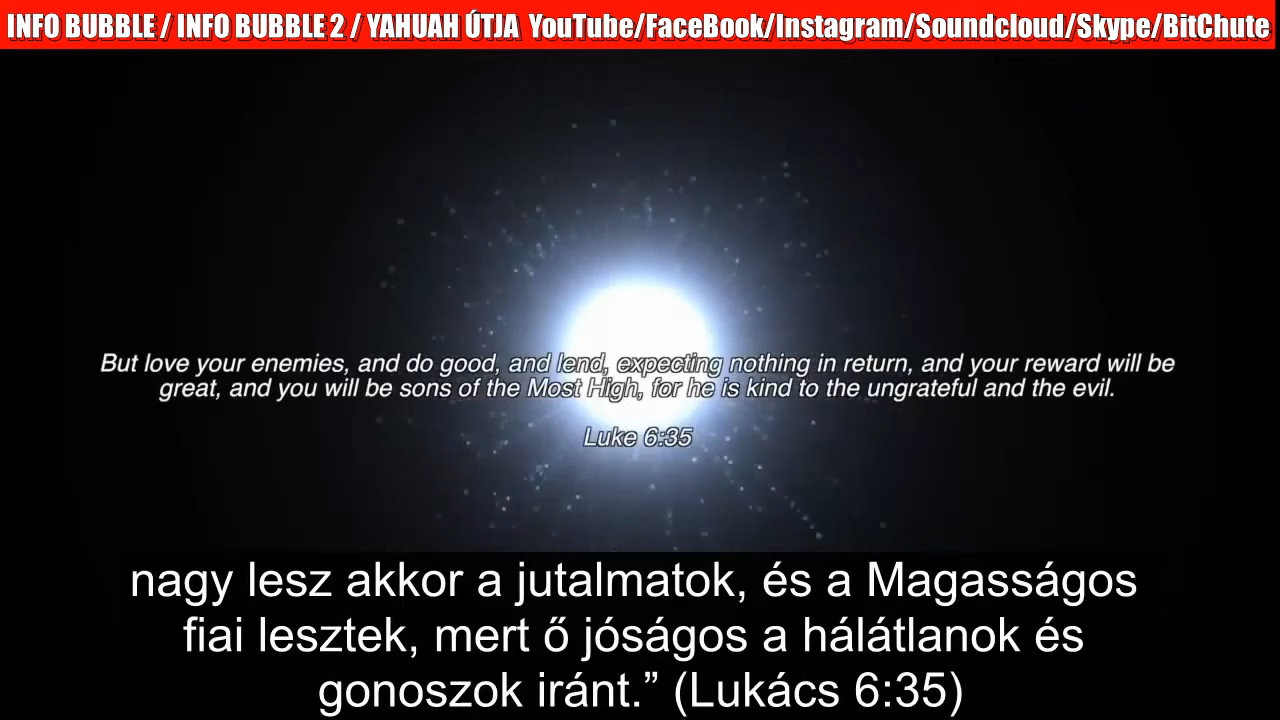 INFO BUBBLE / INFO BUBBLE 2 / YAHUAH ÚTJA YouTube/FaceBook/Instagram/Soundcloud/Skype/BitChute
But love your enemies, and do good, and lend, expecting nothing in return, and your reward will be
great, and you will be sons of the Most High, for he is kind to the ungrateful and the evil.
Luke 6:35
nagy lesz akkor a jutalmatok, és a Magasságos
fiai lesztek, mert ő jóságos a hálátlanok és
gonoszok iránt.” (Lukács 6:35)